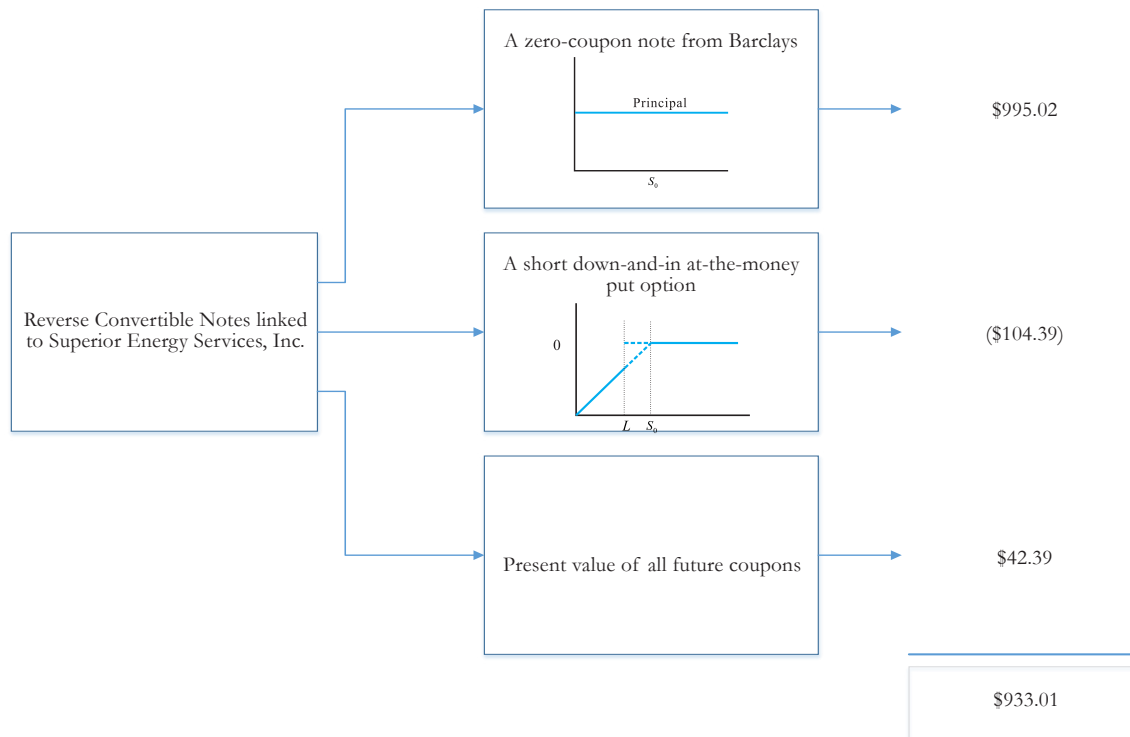 A zero-coupon note from Barclays
Principal
S₀
$995.02
Reverse Convertible Notes linked
to Superior Energy Services, Inc.
A short down-and-in at-the-money
put option
0
L S₀
($104.39)
Present value of all future coupons
$42.39
$933.01